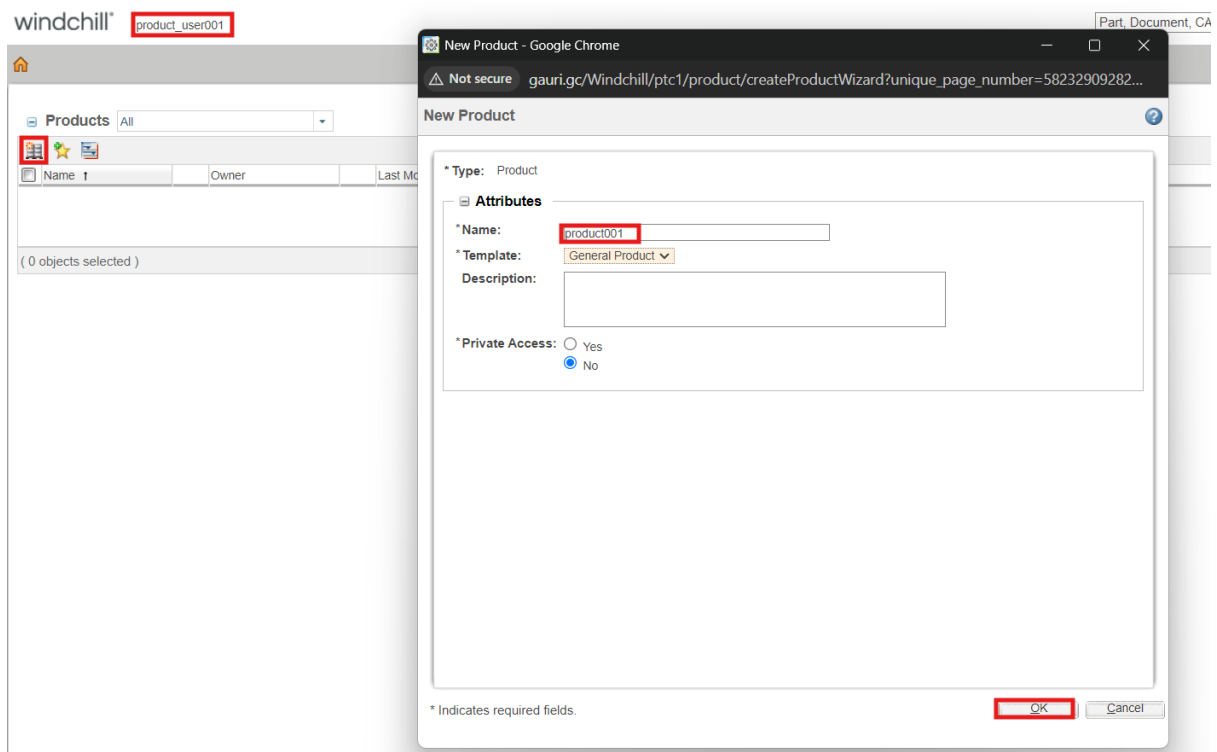 windchill® product_user001
Part, Document, CA
New Product - Google Chrome
Not secure gauri.gc/Windchill/ptc1/product/createProductWizard?unique_page_number=58232909282...
New Product
Products All
Name ↑ Owner Last Mo
( 0 objects selected )
* Type: Product
Attributes
*Name: product001
*Template: General Product
Description:
*Private Access: Yes
No
* Indicates required fields.
OK Cancel